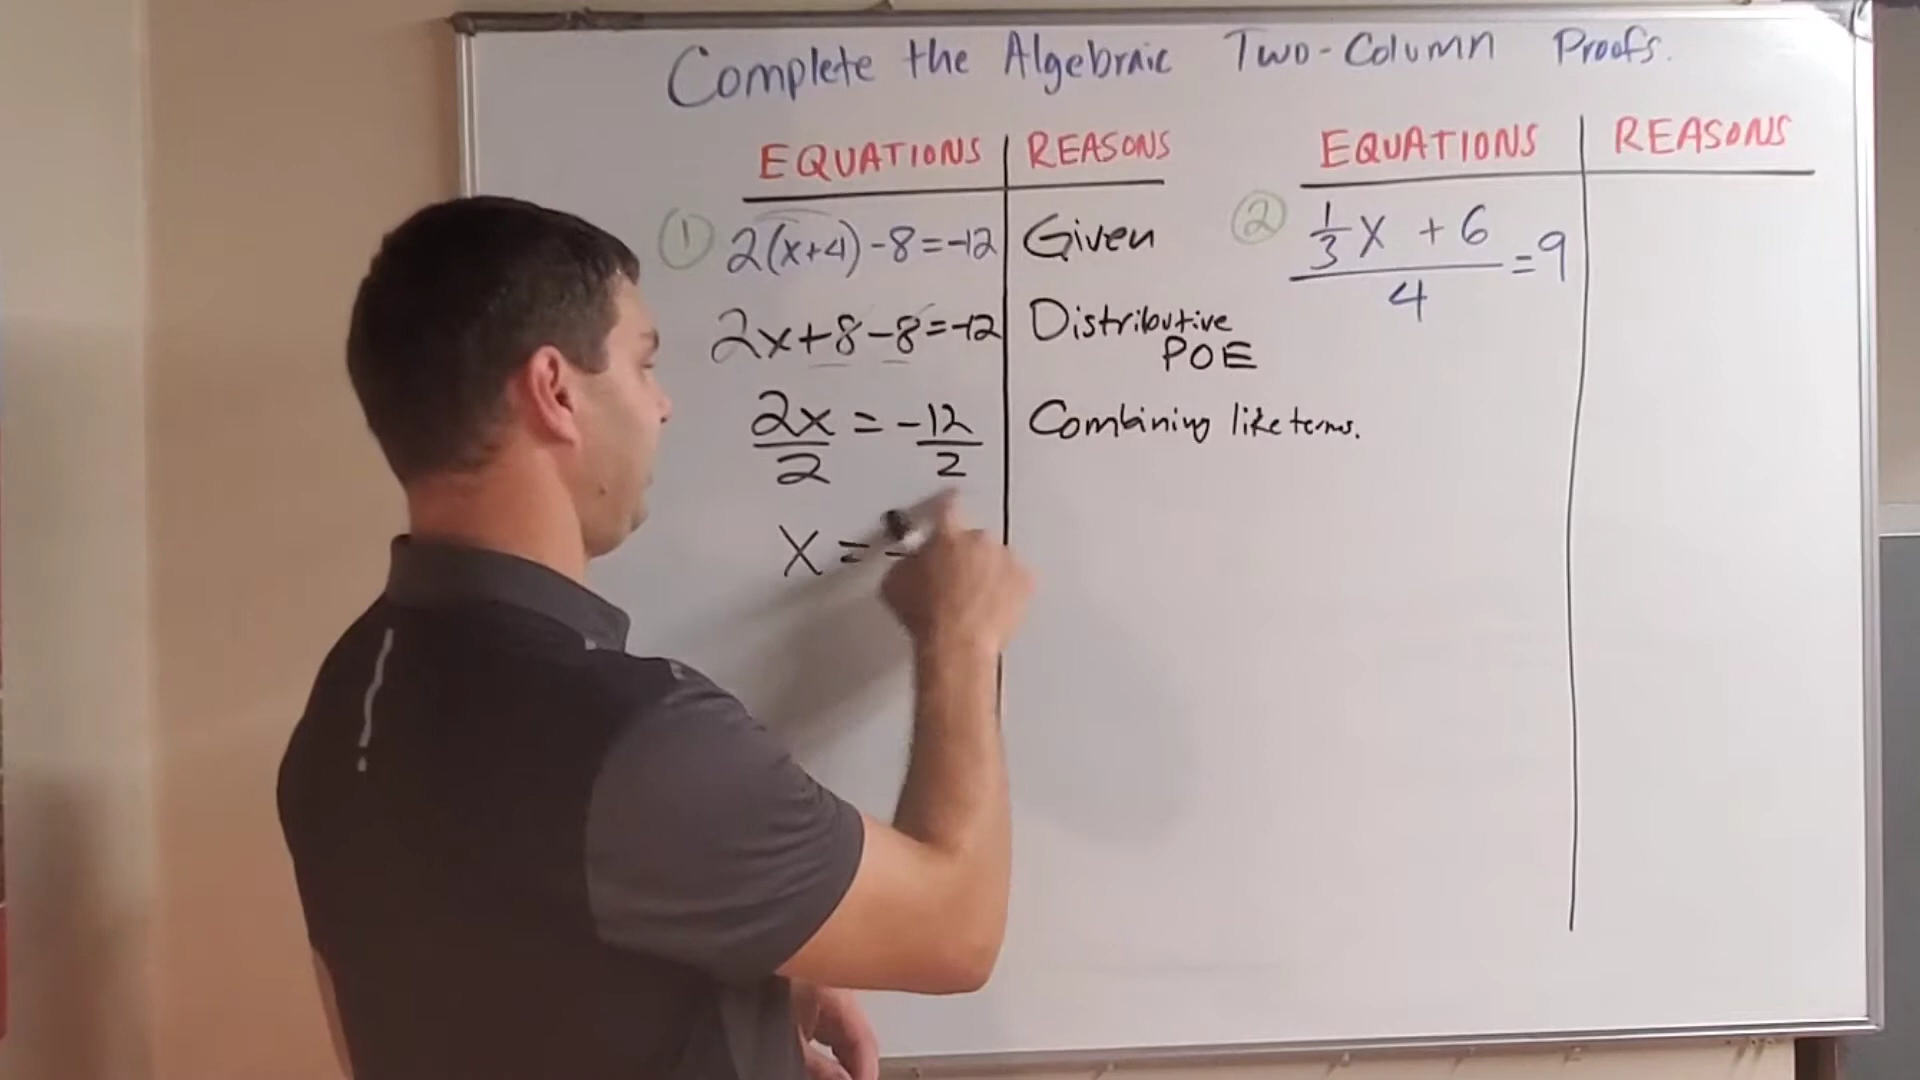 Complete the Algebraic Two-Column Proofs.
EQUATIONS REASONS
① 2(x+4)-8=-12 Given
2x+8-8=-12 Distributive
POE
2x/2 = -12/2 Combining like terms.
x = -
EQUATIONS REASONS
② (1/3 x + 6)/4 = 9